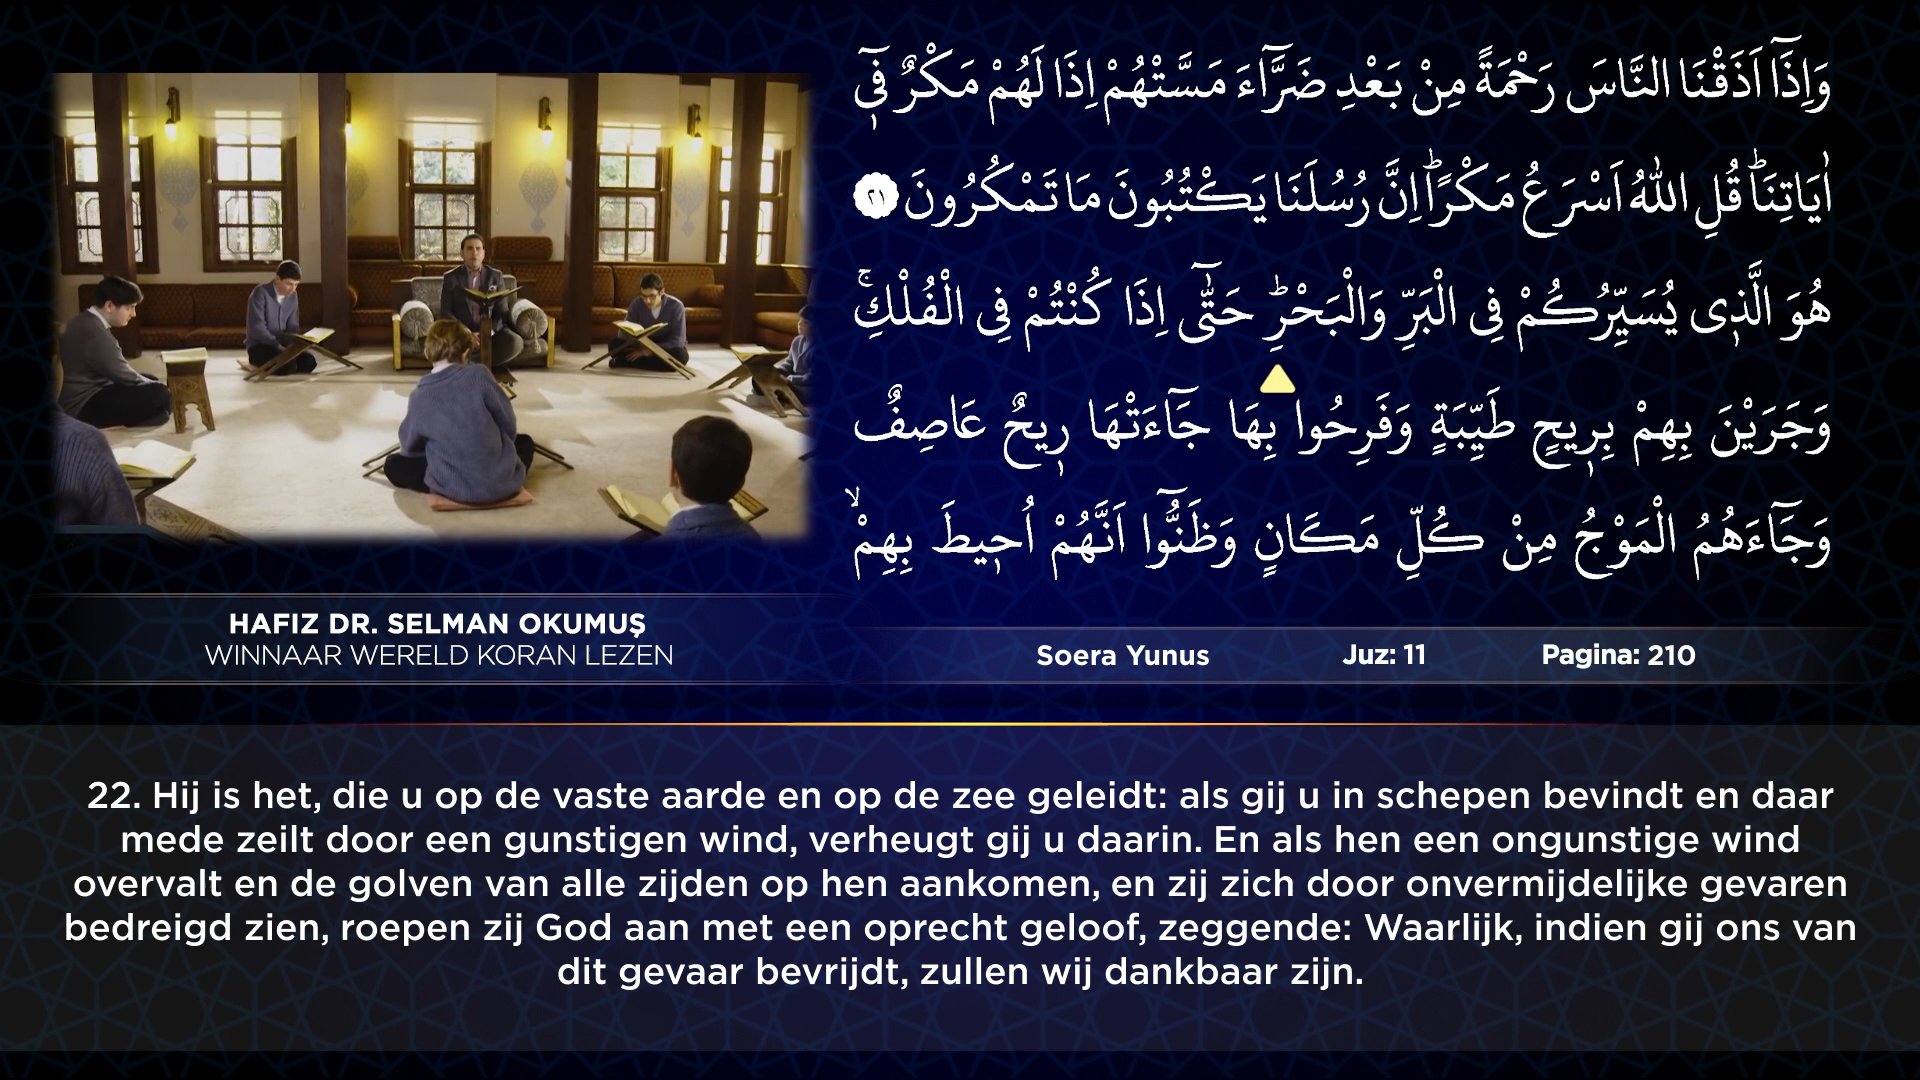 وَاِذَٓا اَذَقْنَا النَّاسَ رَحْمَةً مِنْ بَعْدِ ضَرَّٓاءَ مَسَّتْهُمْ اِذَا لَهُمْ مَكْرٌ ف۪ٓي
اٰيَاتِنَاۜ قُلِ اللّٰهُ اَسْرَعُ مَكْرًاۜ اِنَّ رُسُلَنَا يَكْتُبُونَ مَا تَمْكُرُونَ ﴿٢١﴾
هُوَ الَّذ۪ي يُسَيِّرُكُمْ فِي الْبَرِّ وَالْبَحْرِۜ حَتّٰٓى اِذَا كُنْتُمْ فِي الْفُلْكِۚ
وَجَرَيْنَ بِهِمْ بِر۪يحٍ طَيِّبَةٍ وَفَرِحُوا بِهَا جَٓاءَتْهَا ر۪يحٌ عَاصِفٌ
وَجَٓاءَهُمُ الْمَوْجُ مِنْ كُلِّ مَكَانٍ وَظَنُّٓوا اَنَّهُمْ اُح۪يطَ بِهِمْۙ
HAFIZ DR. SELMAN OKUMUŞ
WINNAAR WERELD KORAN LEZEN
Soera Yunus Juz: 11 Pagina: 210
22. Hij is het, die u op de vaste aarde en op de zee geleidt: als gij u in schepen bevindt en daar
mede zeilt door een gunstigen wind, verheugt gij u daarin. En als hen een ongunstige wind
overvalt en de golven van alle zijden op hen aankomen, en zij zich door onvermijdelijke gevaren
bedreigd zien, roepen zij God aan met een oprecht geloof, zeggende: Waarlijk, indien gij ons van
dit gevaar bevrijdt, zullen wij dankbaar zijn.